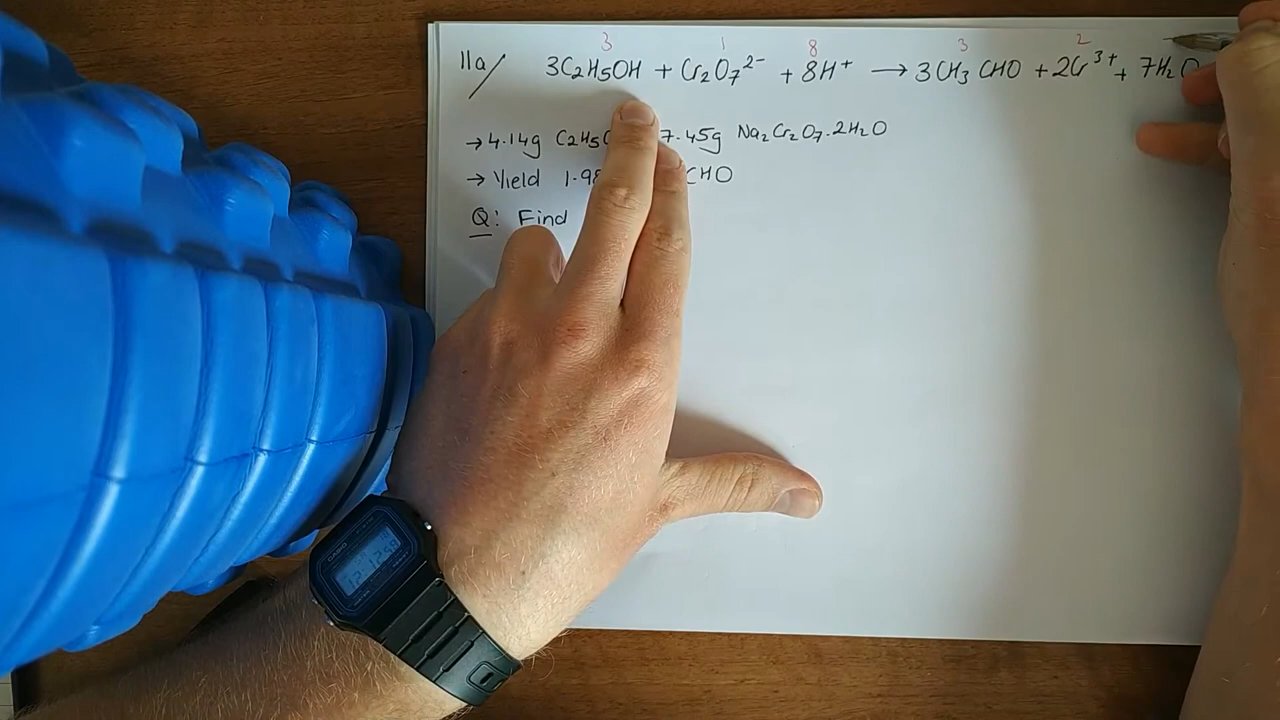 3 1 8 3 2
11a/ 3C2H5OH + Cr2O7 2- + 8H+ → 3CH3CHO + 2Cr3+ + 7H2O
→ 4.14g 7.45g Na2Cr2O7.2H2O
→ Yield CHO
Q: Find
CASIO